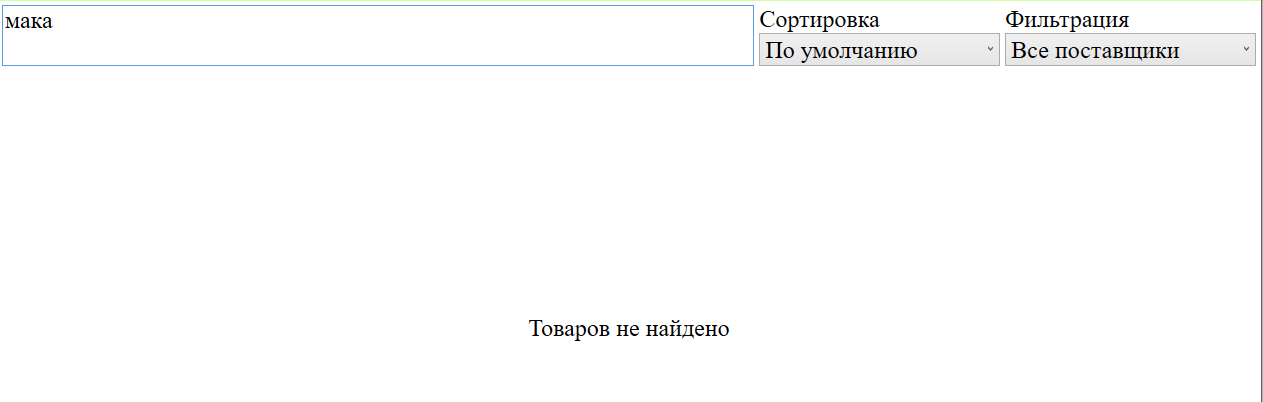 мака
Сортировка
Фильтрация
По умолчанию
Все поставщики
Товаров не найдено